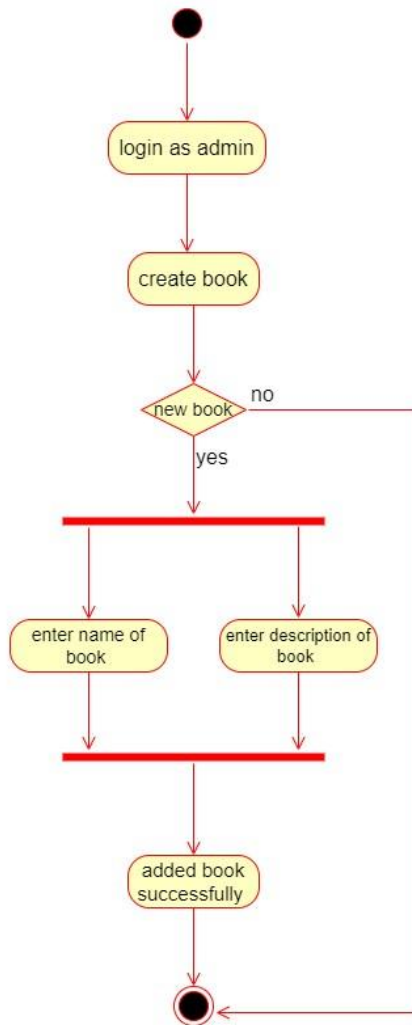 login as admin
create book
new book
no
yes
enter name of
book
enter description of
book
added book
successfully